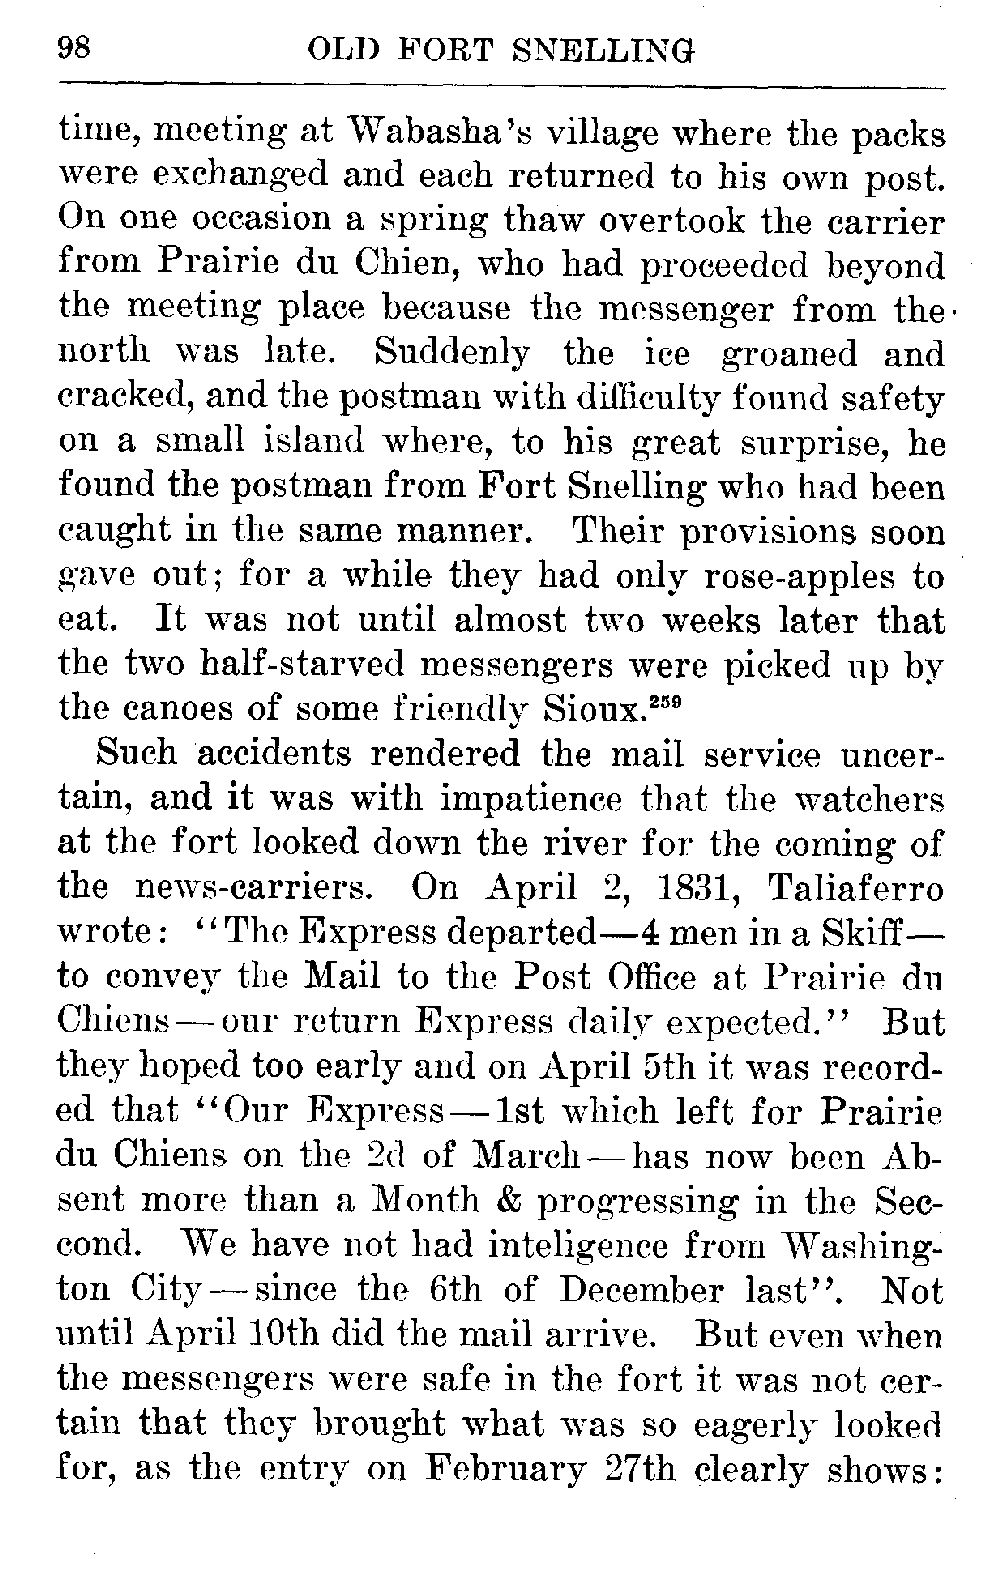 98 OLD FORT SNELLING
time, meeting at Wabasha's village where the packs
were exchanged and each returned to his own post.
On one occasion a spring thaw overtook the carrier
from Prairie du Chien, who had proceeded beyond
the meeting place because the messenger from the
north was late. Suddenly the ice groaned and
cracked, and the postman with difficulty found safety
on a small island where, to his great surprise, he
found the postman from Fort Snelling who had been
caught in the same manner. Their provisions soon
gave out; for a while they had only rose-apples to
eat. It was not until almost two weeks later that
the two half-starved messengers were picked up by
the canoes of some friendly Sioux.²⁵⁹
Such accidents rendered the mail service uncer-
tain, and it was with impatience that the watchers
at the fort looked down the river for the coming of
the news-carriers. On April 2, 1831, Taliaferro
wrote: "The Express departed—4 men in a Skiff—
to convey the Mail to the Post Office at Prairie du
Chiens—our return Express daily expected." But
they hoped too early and on April 5th it was record-
ed that "Our Express—1st which left for Prairie
du Chiens on the 2d of March—has now been Ab-
sent more than a Month & progressing in the Sec-
cond. We have not had inteligence from Washing-
ton City—since the 6th of December last". Not
until April 10th did the mail arrive. But even when
the messengers were safe in the fort it was not cer-
tain that they brought what was so eagerly looked
for, as the entry on February 27th clearly shows: